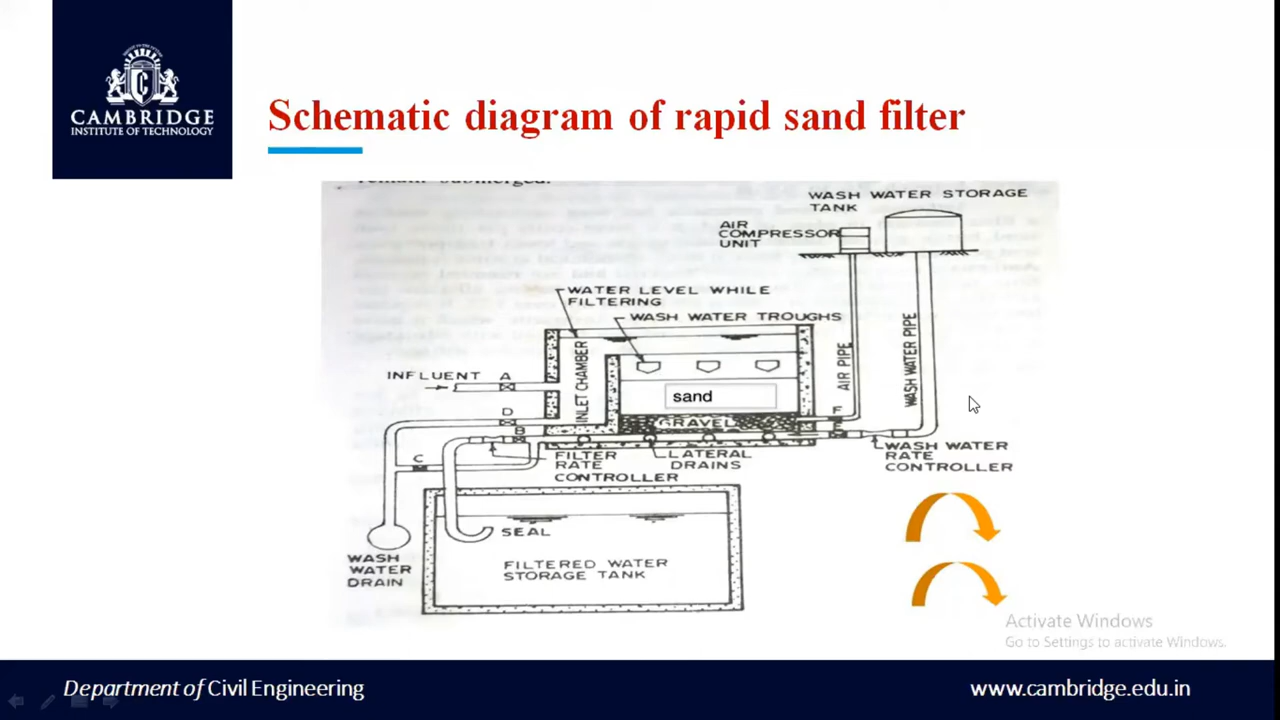 CAMBRIDGE
INSTITUTE OF TECHNOLOGY
Schematic diagram of rapid sand filter
remain submerged.
WASH WATER STORAGE
TANK
AIR
COMPRESSOR
UNIT
WATER LEVEL WHILE
FILTERING
WASH WATER TROUGHS
INLET CHAMBER
AIR PIPE
WASH WATER PIPE
INFLUENT
A
sand
D
GRAVEL
F
B
E
C
FILTER
RATE
CONTROLLER
LATERAL
DRAINS
WASH WATER
RATE
CONTROLLER
SEAL
WASH
WATER
DRAIN
FILTERED WATER
STORAGE TANK
Activate Windows
Go to Settings to activate Windows.
Department of Civil Engineering
www.cambridge.edu.in